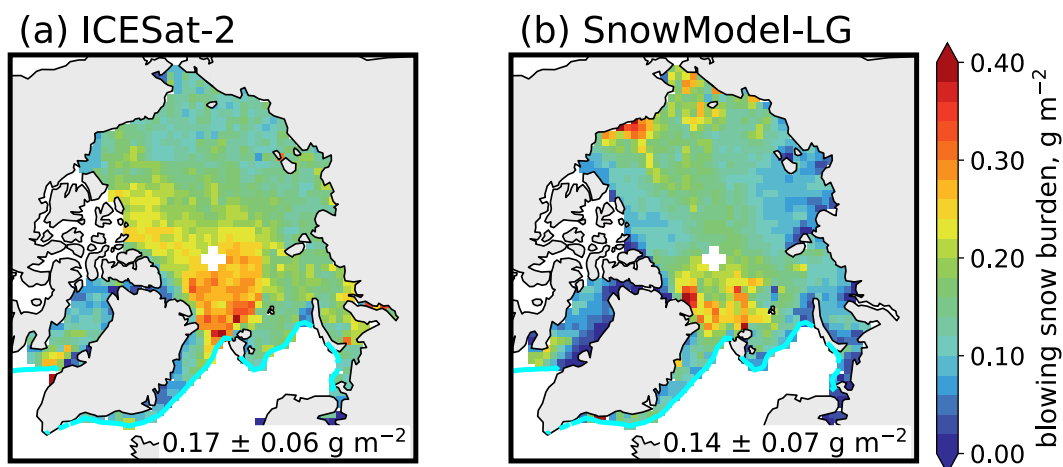 (a) ICESat-2
(b) SnowModel-LG
0.17 ± 0.06 g m⁻²
0.14 ± 0.07 g m⁻²
0.40
0.30
0.20
0.10
0.00
blowing snow burden, g m⁻²